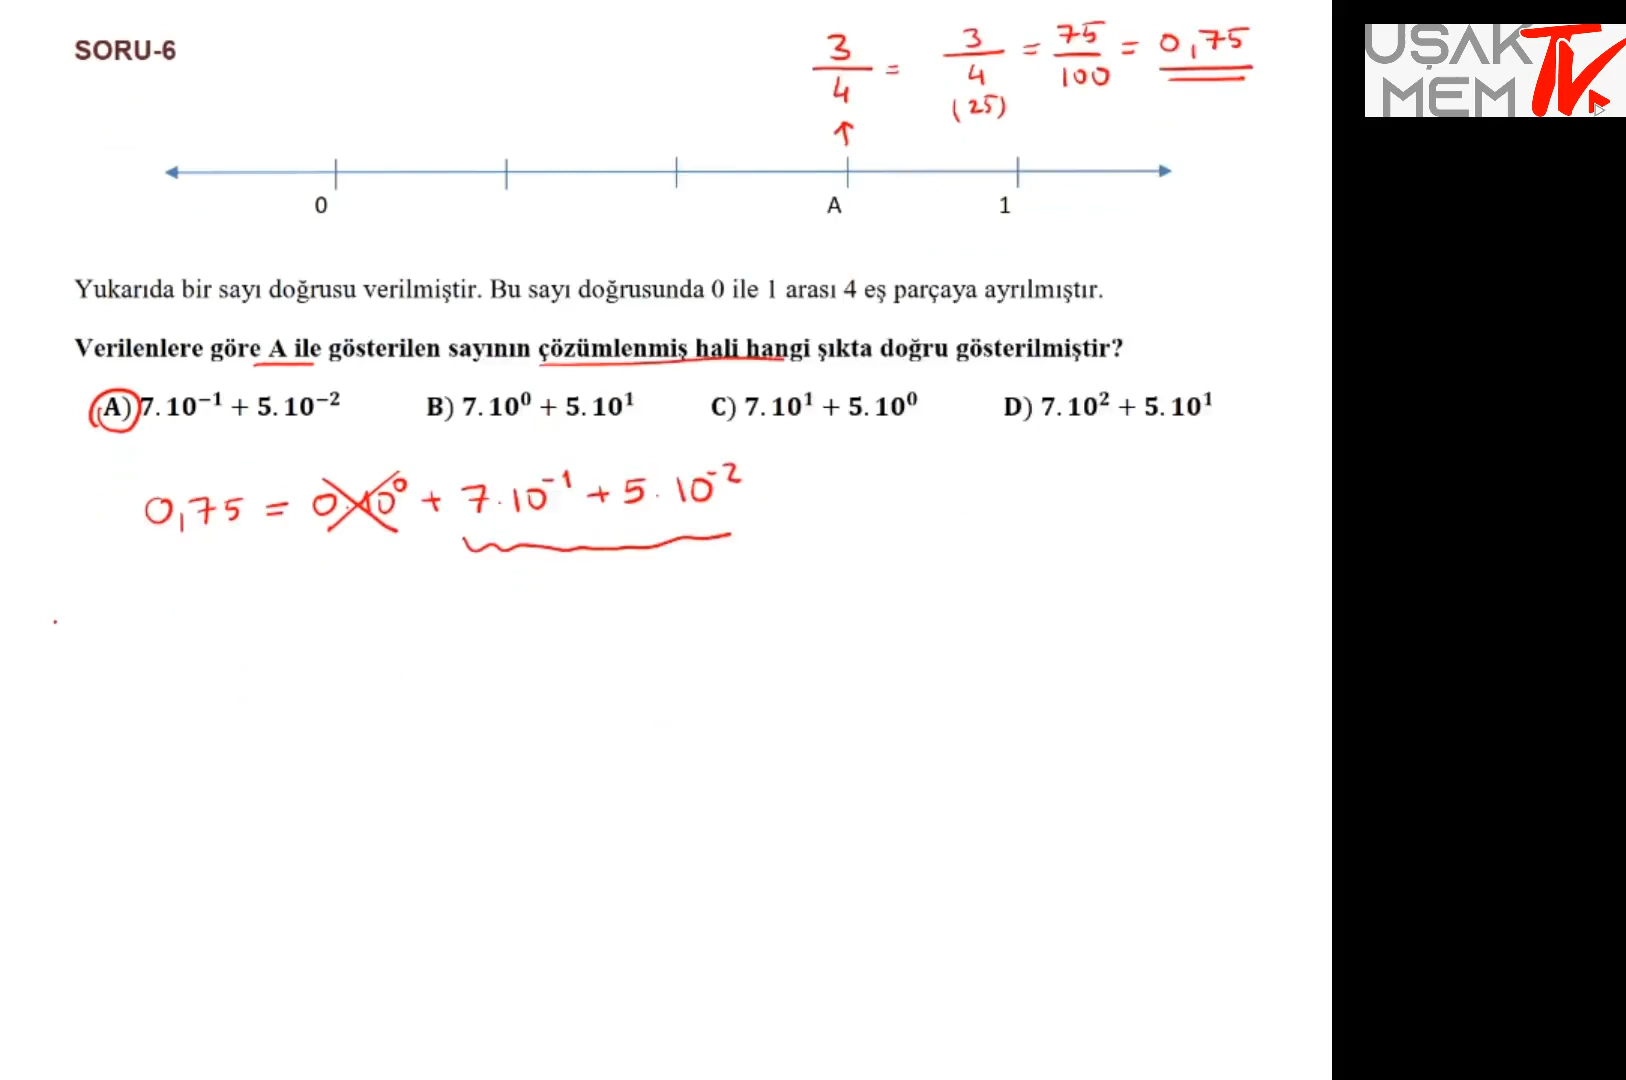 SORU-6
3/4 = 3/4 = 75/100 = 0,75
(25)
↑
0 A 1
Yukarıda bir sayı doğrusu verilmiştir. Bu sayı doğrusunda 0 ile 1 arası 4 eş parçaya ayrılmıştır.
Verilenlere göre A ile gösterilen sayının çözümlenmiş hali hangi şıkta doğru gösterilmiştir?
A) 7. 10⁻¹ + 5. 10⁻² B) 7. 10⁰ + 5. 10¹ C) 7. 10¹ + 5. 10⁰ D) 7. 10² + 5. 10¹
0,75 = 0.10⁰ + 7.10⁻¹ + 5.10⁻²
UŞAK
MEM
TV